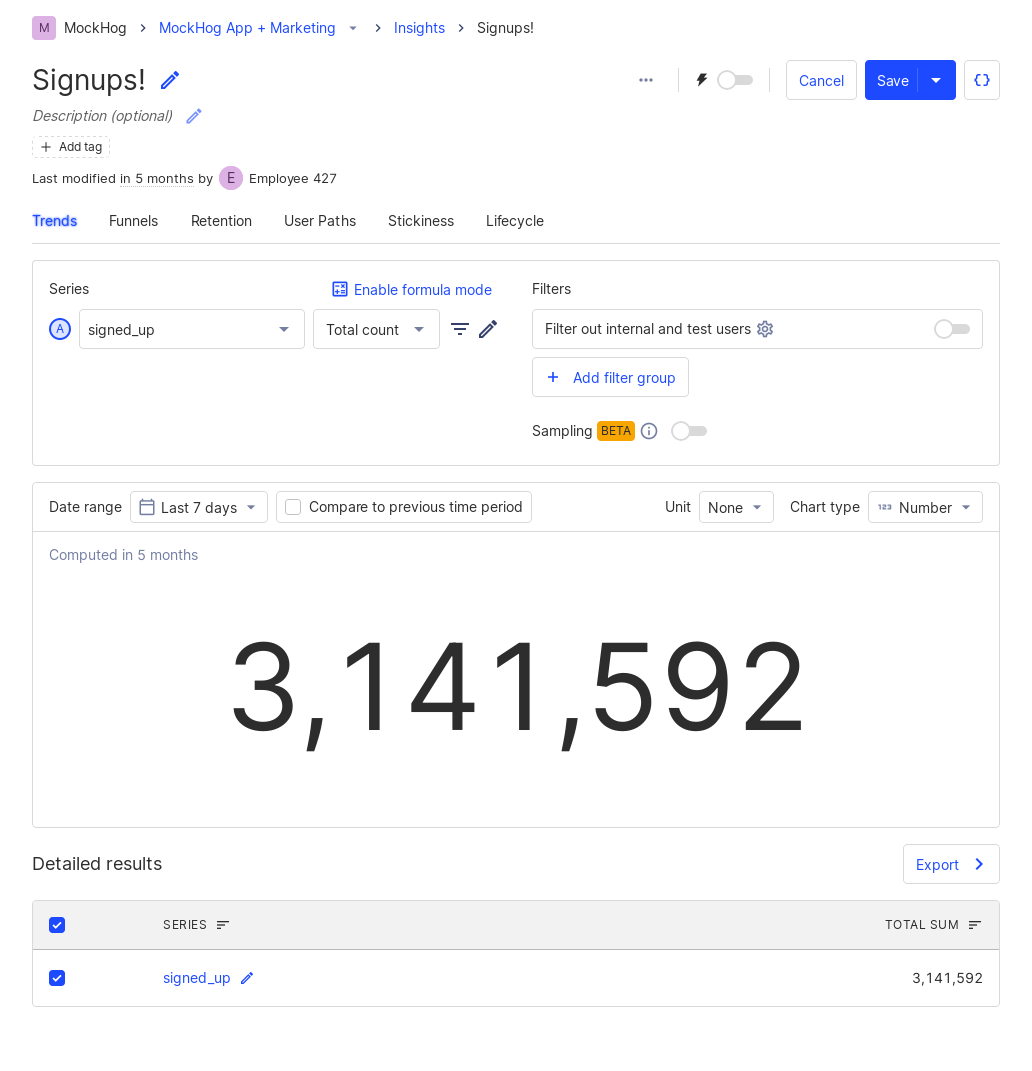 M MockHog MockHog App + Marketing Insights Signups!
Signups!
Cancel Save
Description (optional)
Add tag
Last modified in 5 months by E Employee 427
Trends Funnels Retention User Paths Stickiness Lifecycle
Series Enable formula mode
A signed_up Total count
Filters
Filter out internal and test users
+ Add filter group
Sampling BETA
Date range Last 7 days Compare to previous time period Unit None Chart type 123 Number
Computed in 5 months
3,141,592
Detailed results Export
SERIES TOTAL SUM
signed_up 3,141,592